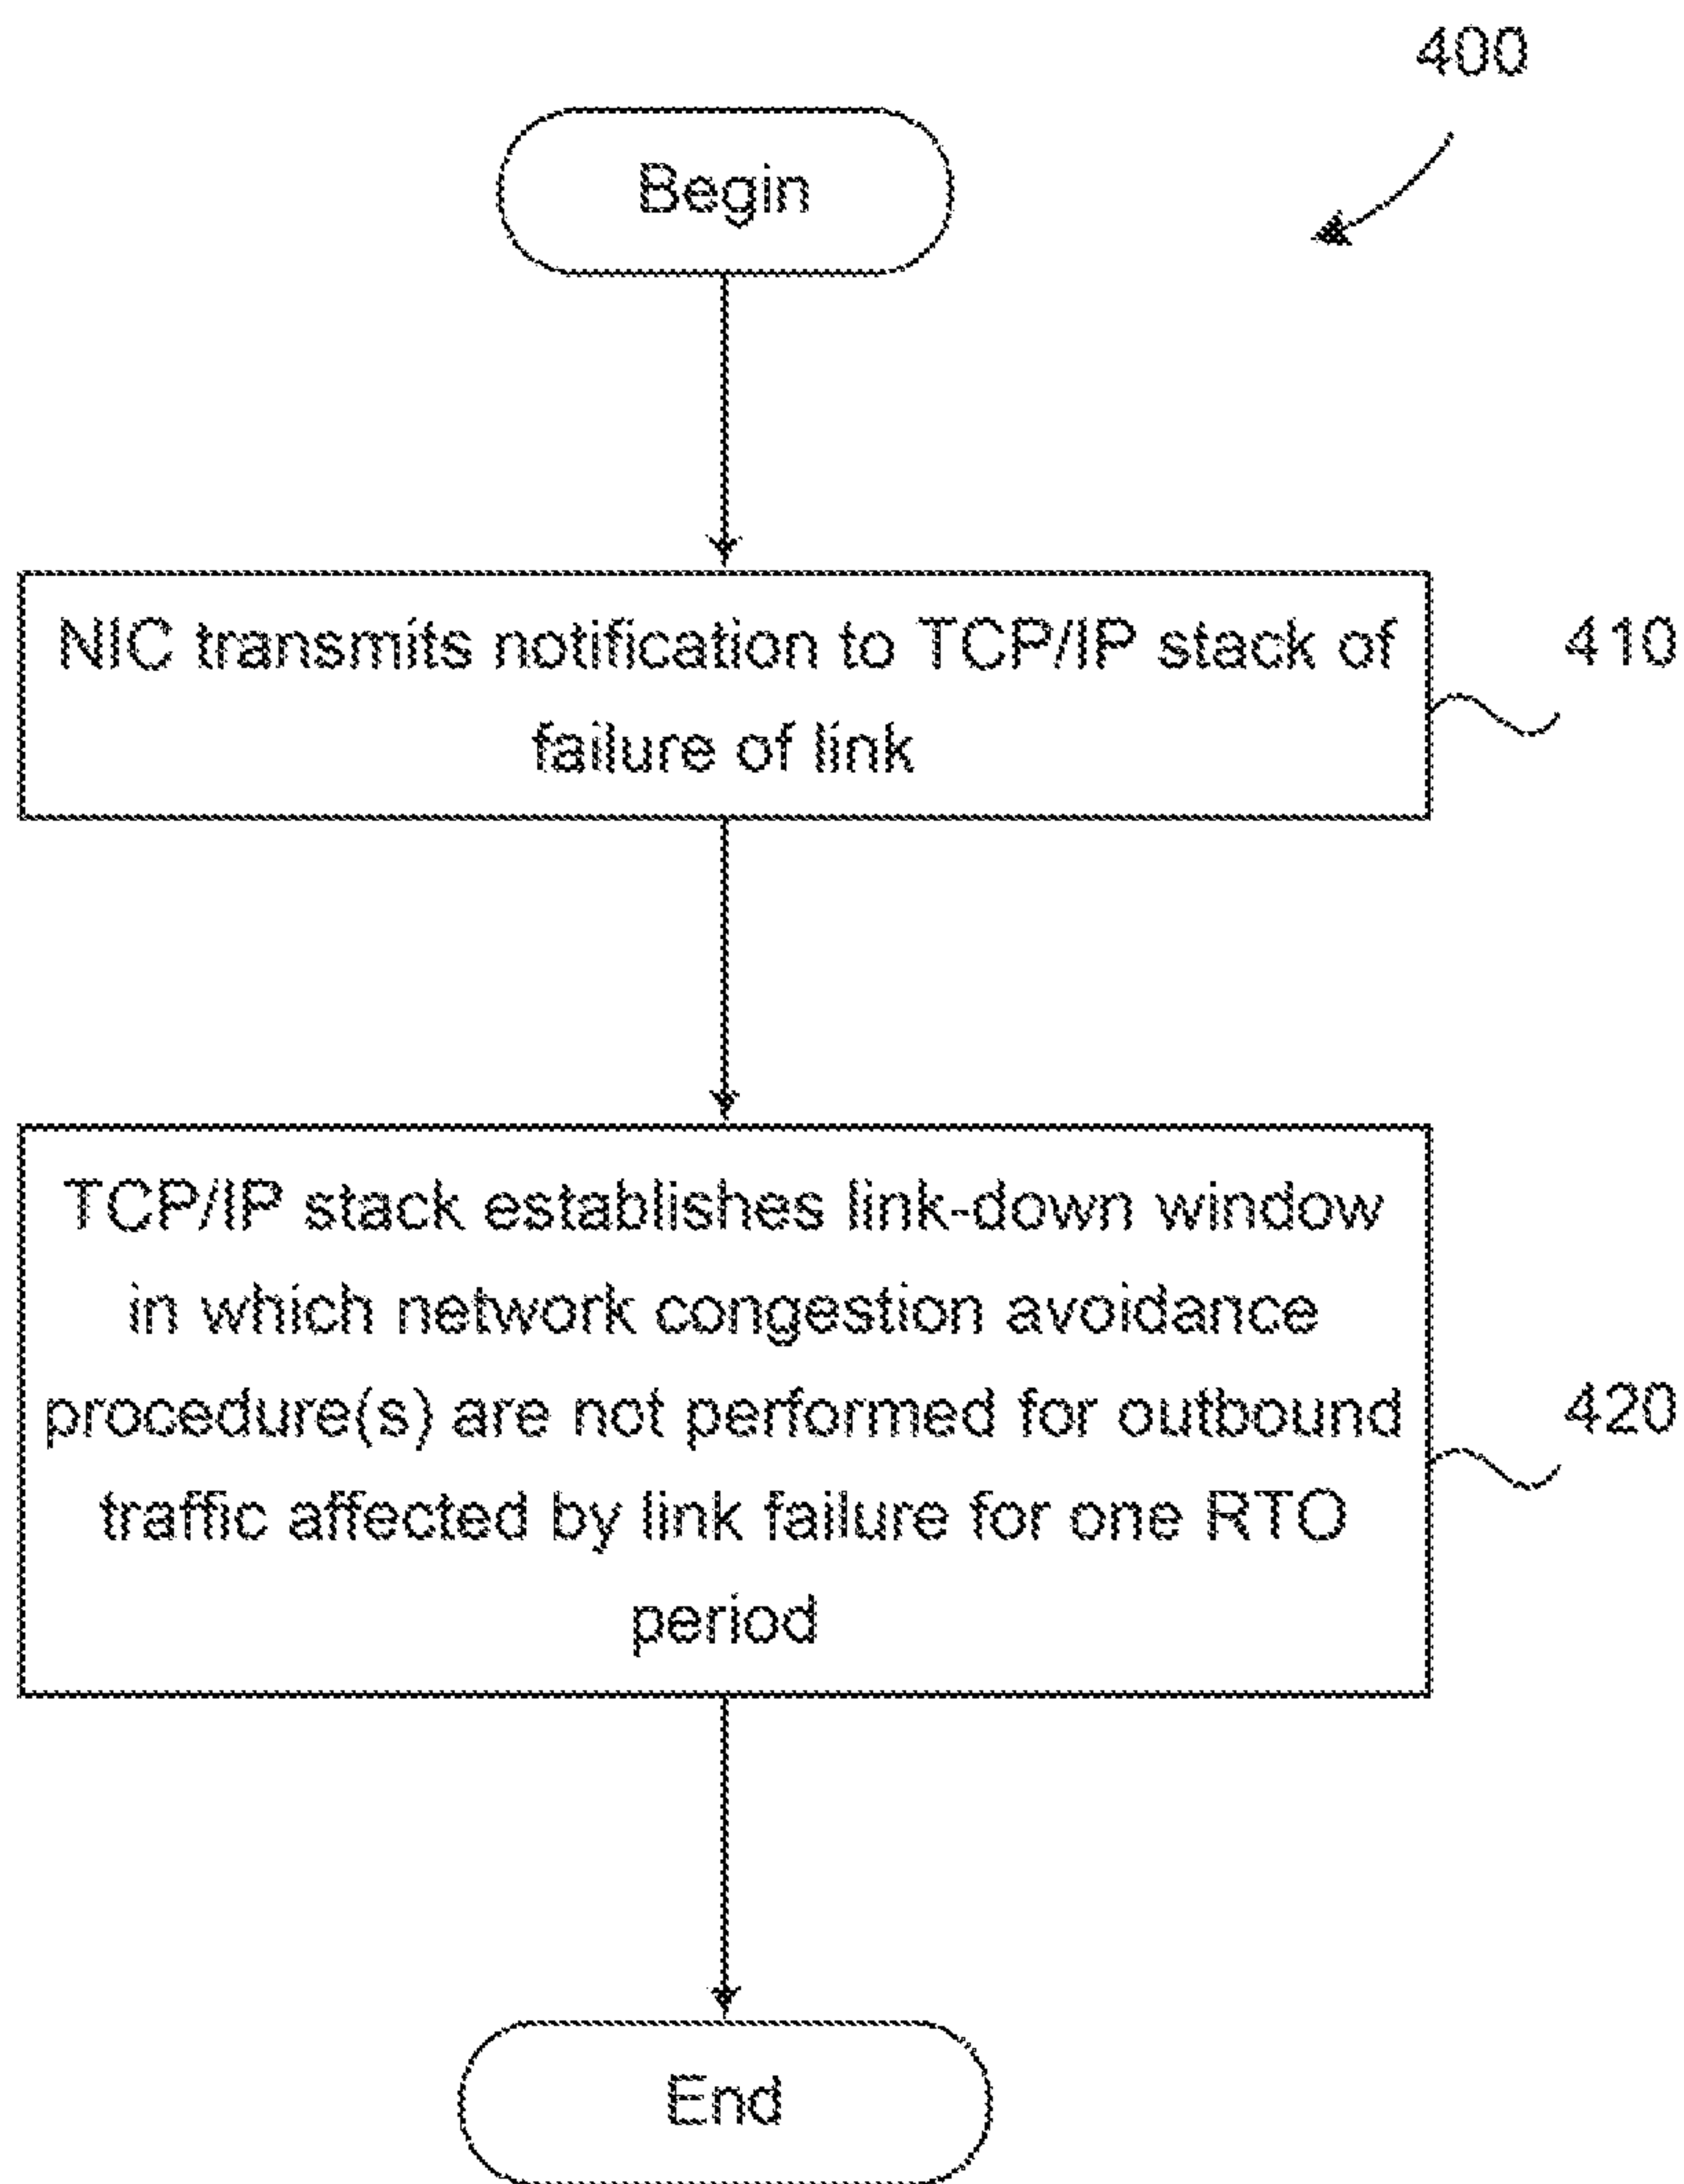 400
Begin
NIC transmits notification to TCP/IP stack of
failure of link
410
TCP/IP stack establishes link-down window
in which network congestion avoidance
procedure(s) are not performed for outbound
traffic affected by link failure for one RTO
period
420
End